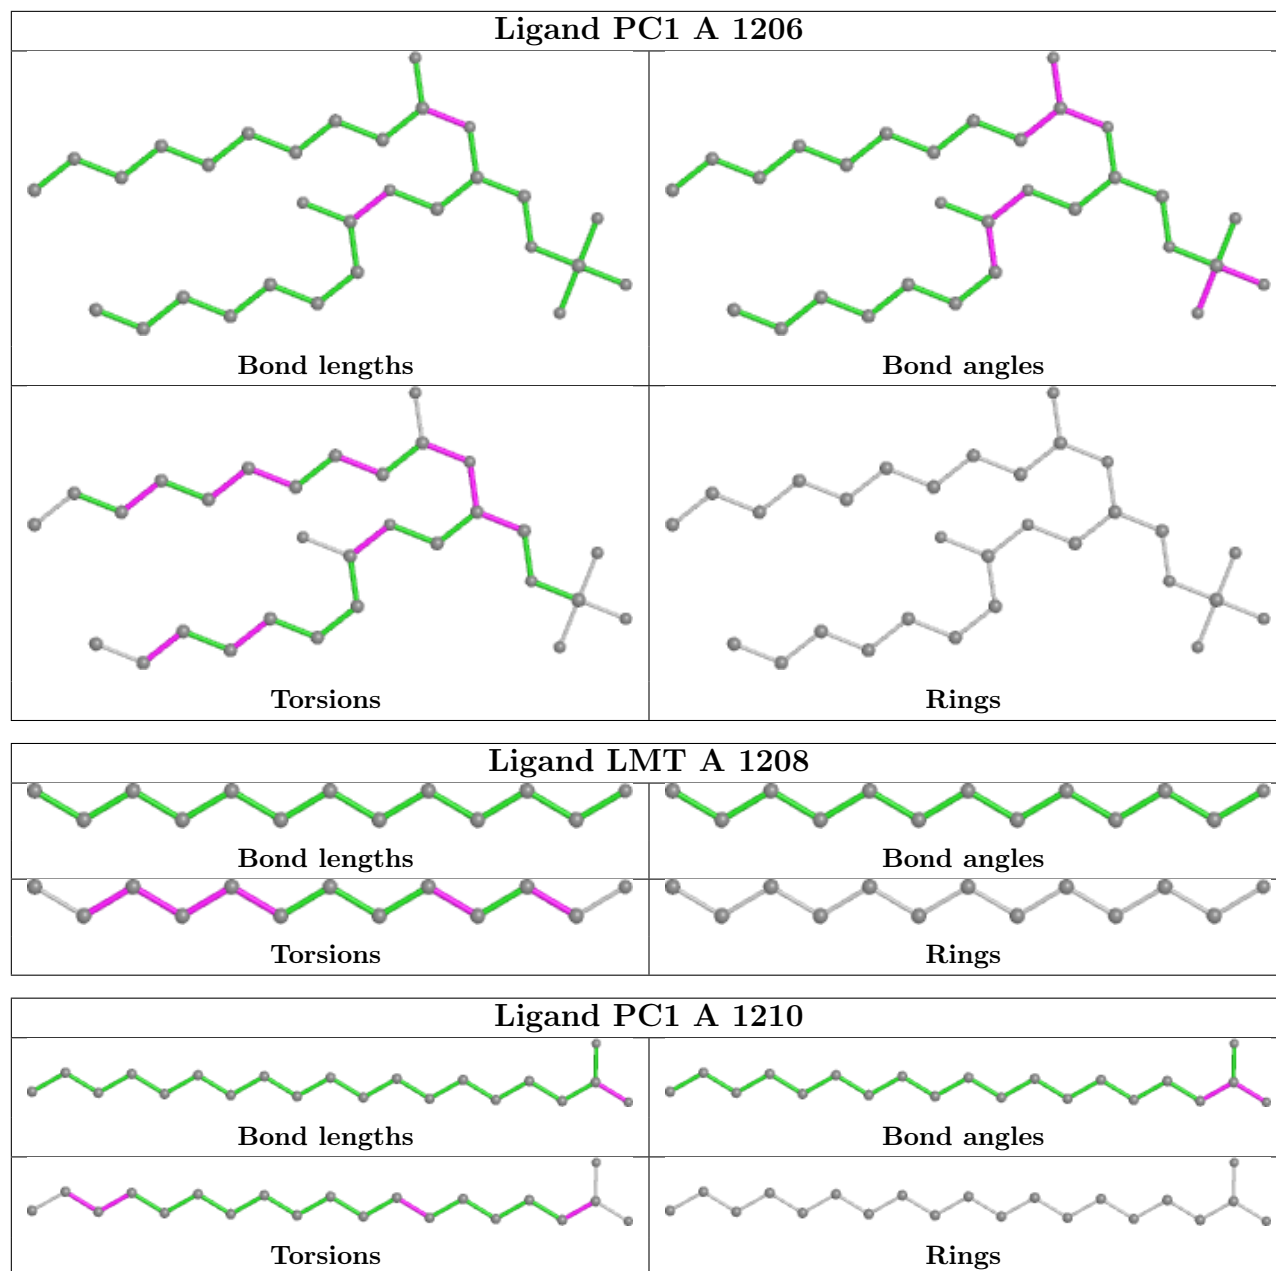 Ligand PC1 A 1206
Bond lengths
Bond angles
Torsions
Rings
Ligand LMT A 1208
Bond lengths
Bond angles
Torsions
Rings
Ligand PC1 A 1210
Bond lengths
Bond angles
Torsions
Rings